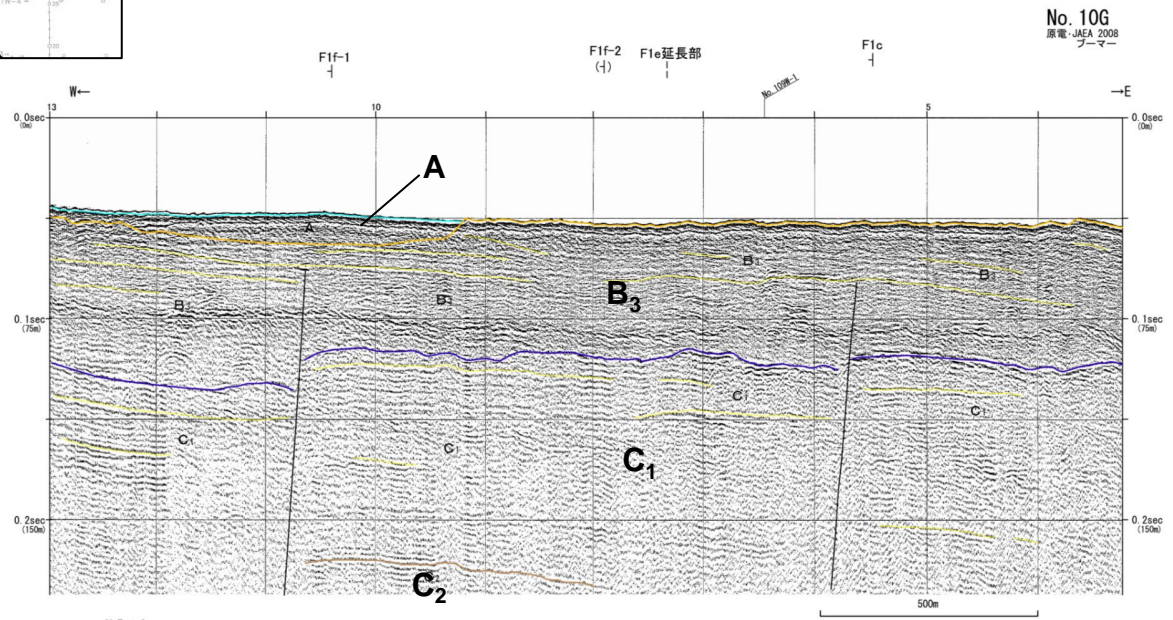 No. 10G
原電・JAEA 2008
ブーマー
F1f-1
F1f-2
(┤)
F1e延長部
F1c
No.109W-1
W←
→E
13
10
5
0.0sec
(0m)
0.0sec
(0m)
A
A
B3
B3
B3
B3
B3
0.1sec
(75m)
0.1sec
(75m)
C1
C1
C1
C1
C1
0.2sec
(150m)
0.2sec
(150m)
C2
500m